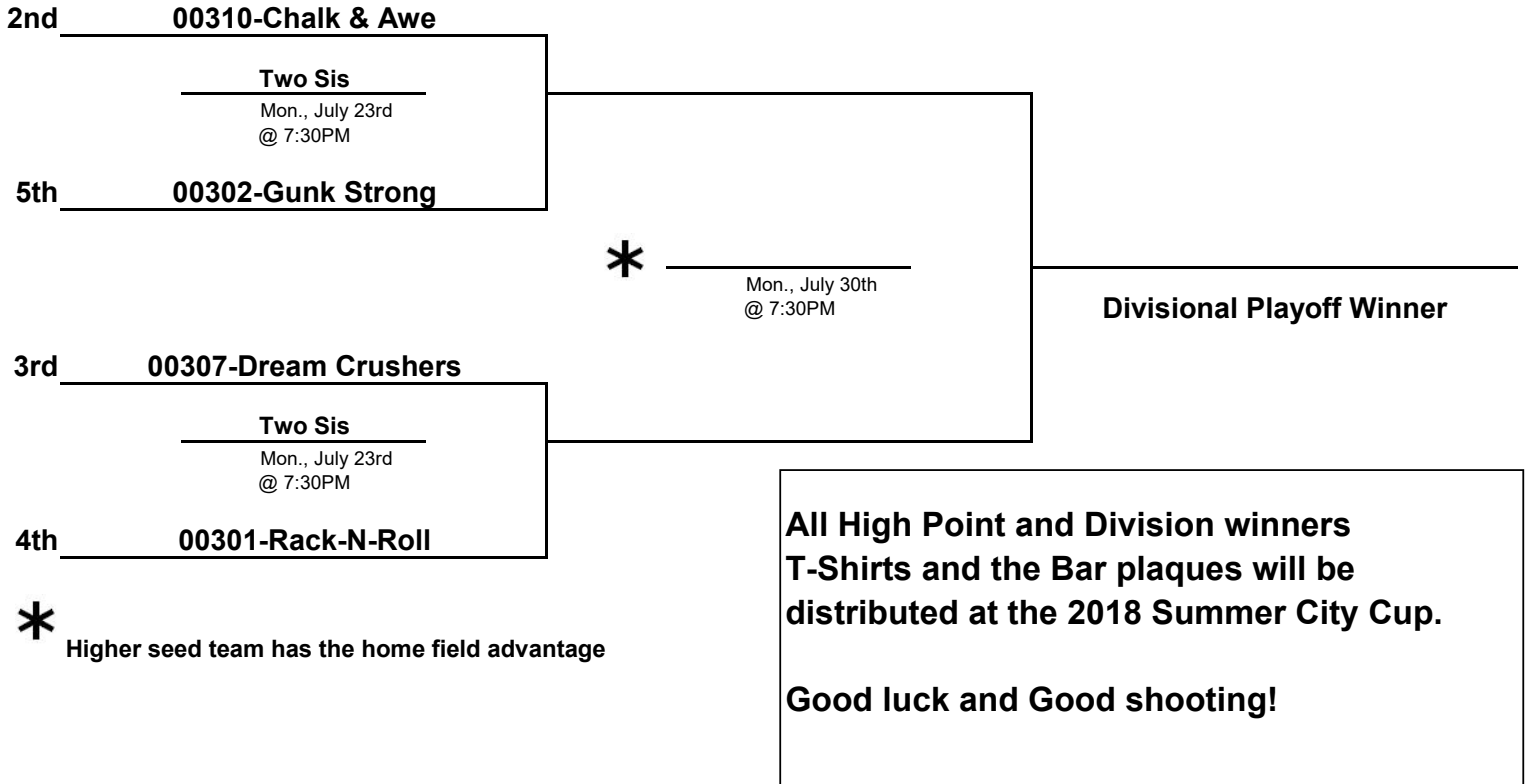 2nd 00310-Chalk & Awe
Two Sis
Mon., July 23rd
@ 7:30PM
5th 00302-Gunk Strong
*
Mon., July 30th
@ 7:30PM
Divisional Playoff Winner
3rd 00307-Dream Crushers
Two Sis
Mon., July 23rd
@ 7:30PM
4th 00301-Rack-N-Roll
* Higher seed team has the home field advantage
All High Point and Division winners
T-Shirts and the Bar plaques will be
distributed at the 2018 Summer City Cup.
Good luck and Good shooting!